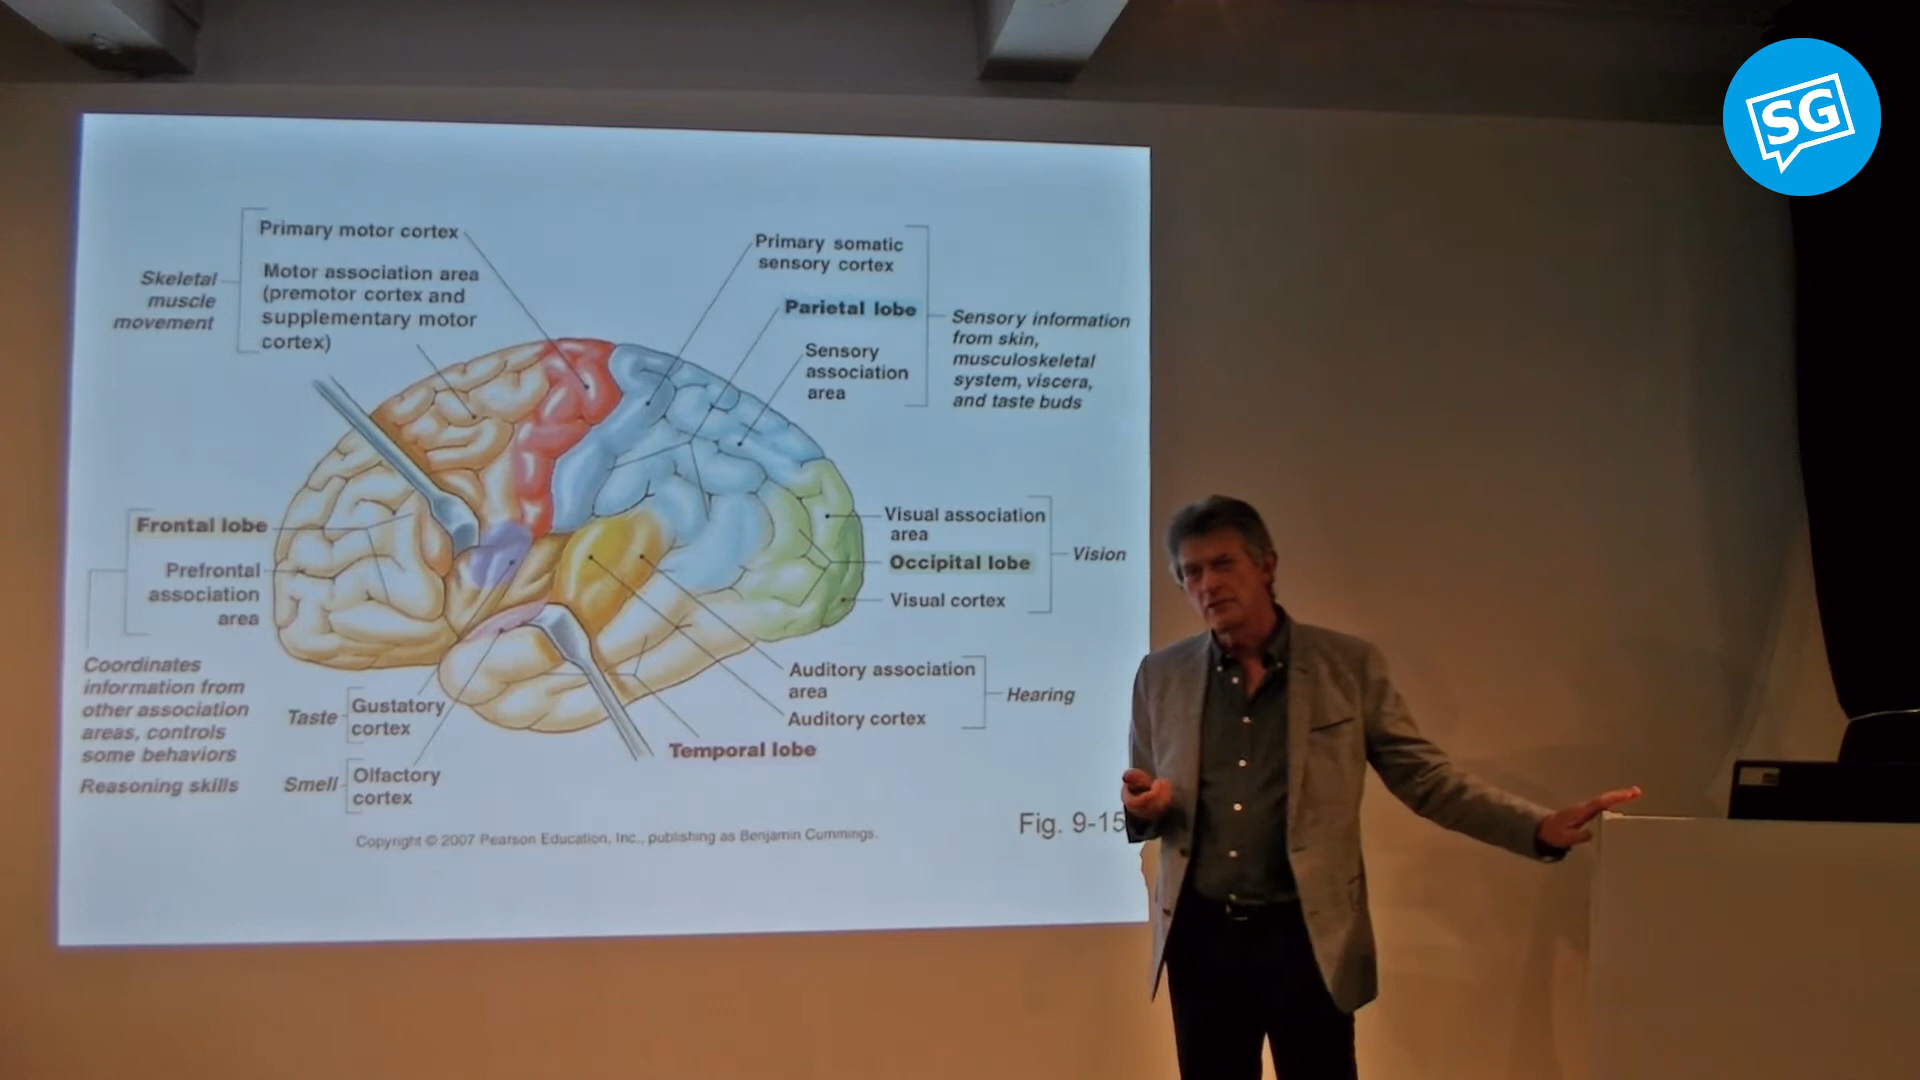 SG
Primary motor cortex
Motor association area
(premotor cortex and
supplementary motor
cortex)
Skeletal
muscle
movement
Primary somatic
sensory cortex
Parietal lobe
Sensory
association
area
Sensory information
from skin,
musculoskeletal
system, viscera,
and taste buds
Frontal lobe
Prefrontal
association
area
Visual association
area
Occipital lobe
Visual cortex
Vision
Coordinates
information from
other association
areas, controls
some behaviors
Reasoning skills
Taste
Gustatory
cortex
Smell
Olfactory
cortex
Auditory association
area
Auditory cortex
Hearing
Temporal lobe
Fig. 9-15
Copyright © 2007 Pearson Education, Inc., publishing as Benjamin Cummings.